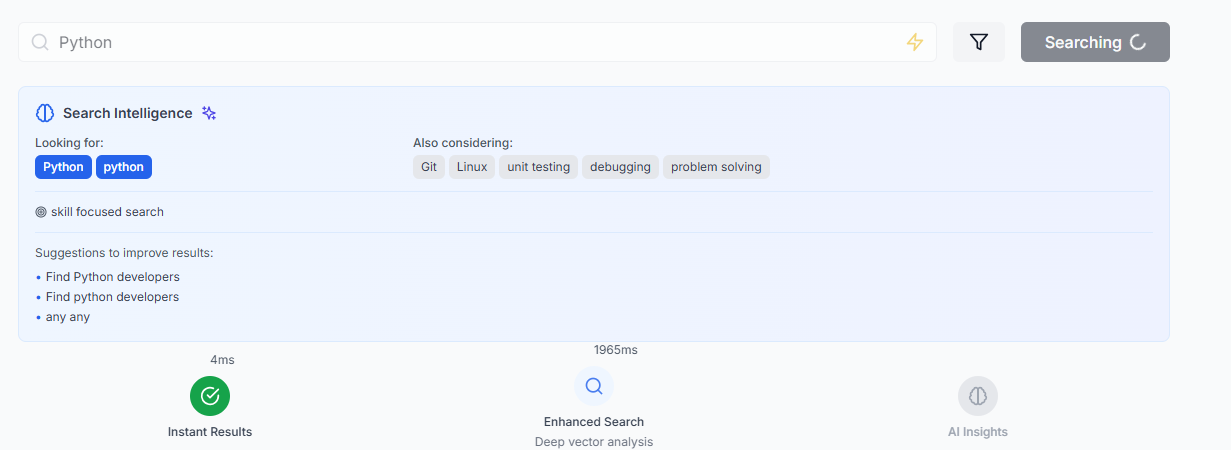 Python
Searching
Search Intelligence
Looking for:
Python python
Also considering:
Git Linux unit testing debugging problem solving
skill focused search
Suggestions to improve results:
• Find Python developers
• Find python developers
• any any
4ms
Instant Results
1965ms
Enhanced Search
Deep vector analysis
AI Insights